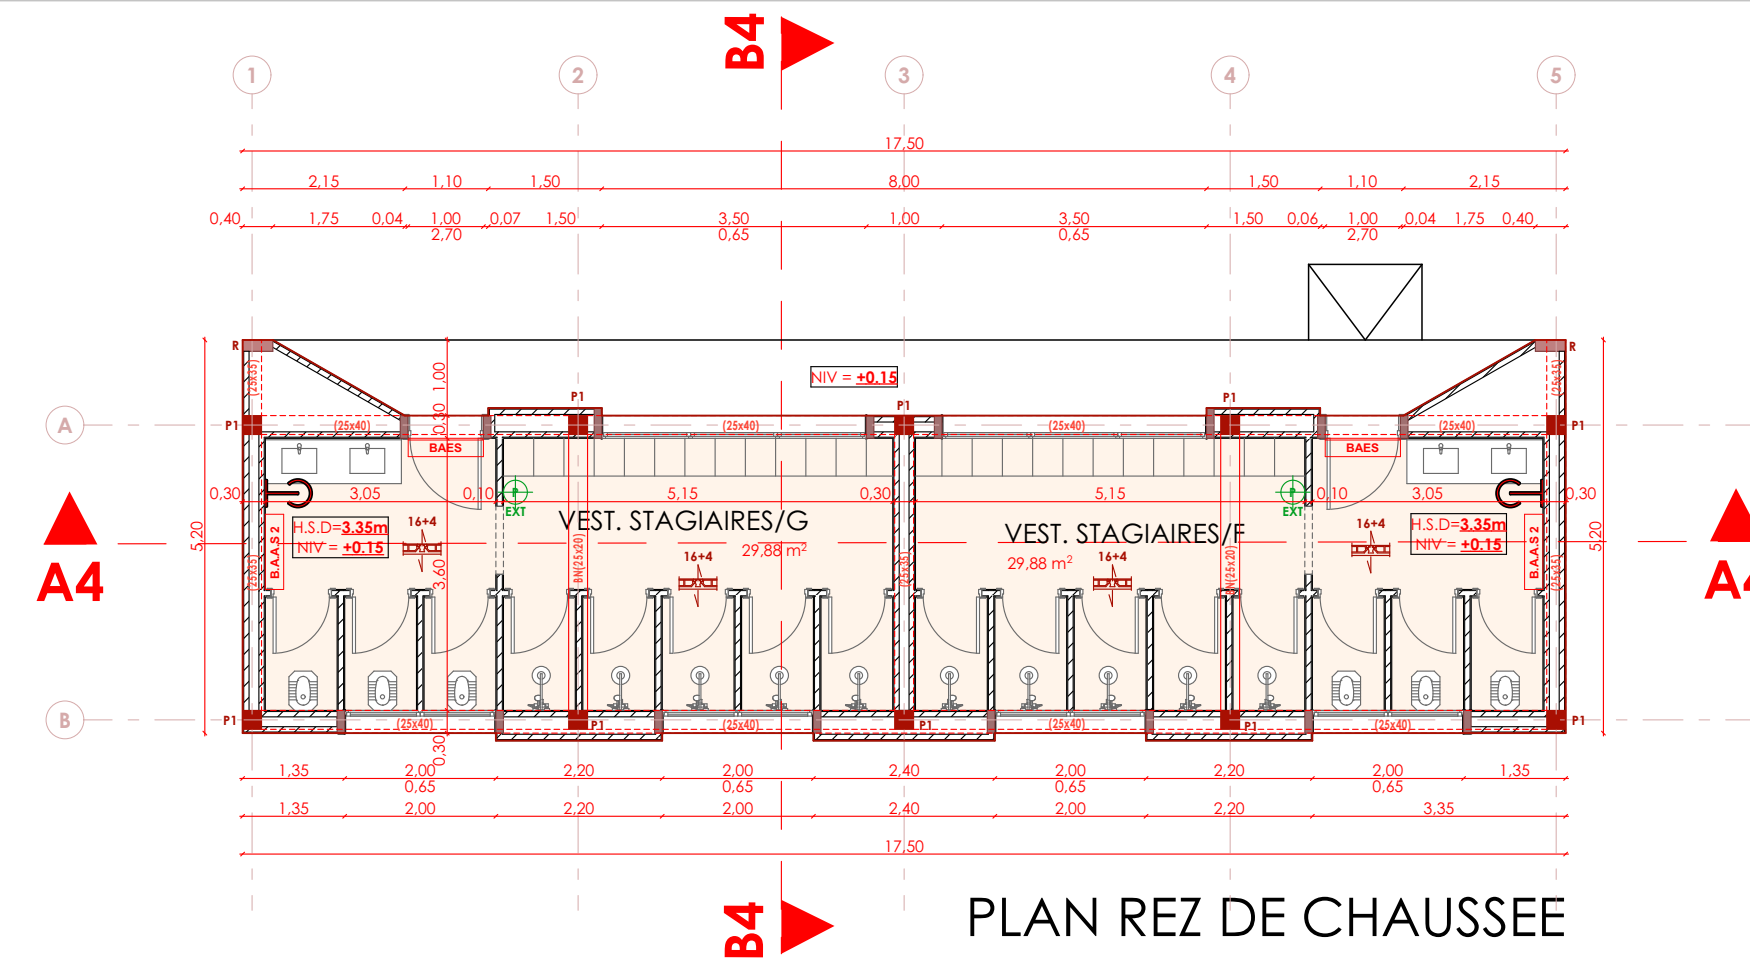 B4
1 2 3 4 5
17,50
2,15 1,10 1,50 8,00 1,50 1,10 2,15
0,40 1,75 0,04 1,00 0,07 1,50 3,50 1,00 3,50 1,50 0,06 1,00 0,04 1,75 0,40
2,70 0,65 0,65 2,70
R R
(25x35) 1,00 (25x35)
NIV = +0.15
P1 P1 P1
0,30
A P1 (25x40) (25x40) (25x40) (25x40) P1
BAES BAES
0,30 3,05 0,10 5,15 0,30 5,15 0,10 3,05 0,30
EXT EXT
VEST. STAGIAIRES/G
VEST. STAGIAIRES/F
29,88 m²
29,88 m²
H.S.D=3.35m
NIV = +0.15
16+4 16+4 16+4 16+4
H.S.D=3.35m
NIV = +0.15
5,20 B.A.A.S 2 B.A.A.S 2 5,20
A4 A4
(25x35) 3,60 BN(25x20) (25x35) BN(25x20) (25x35)
B P1 (25x40) P1 (25x40) P1 (25x40) P1 (25x40) P1
0,30
1,35 2,00 2,20 2,00 2,40 2,00 2,20 2,00 1,35
0,65 0,65 0,65 0,65
1,35 2,00 2,20 2,00 2,40 2,00 2,20 3,35
17,50
B4
PLAN REZ DE CHAUSSEE